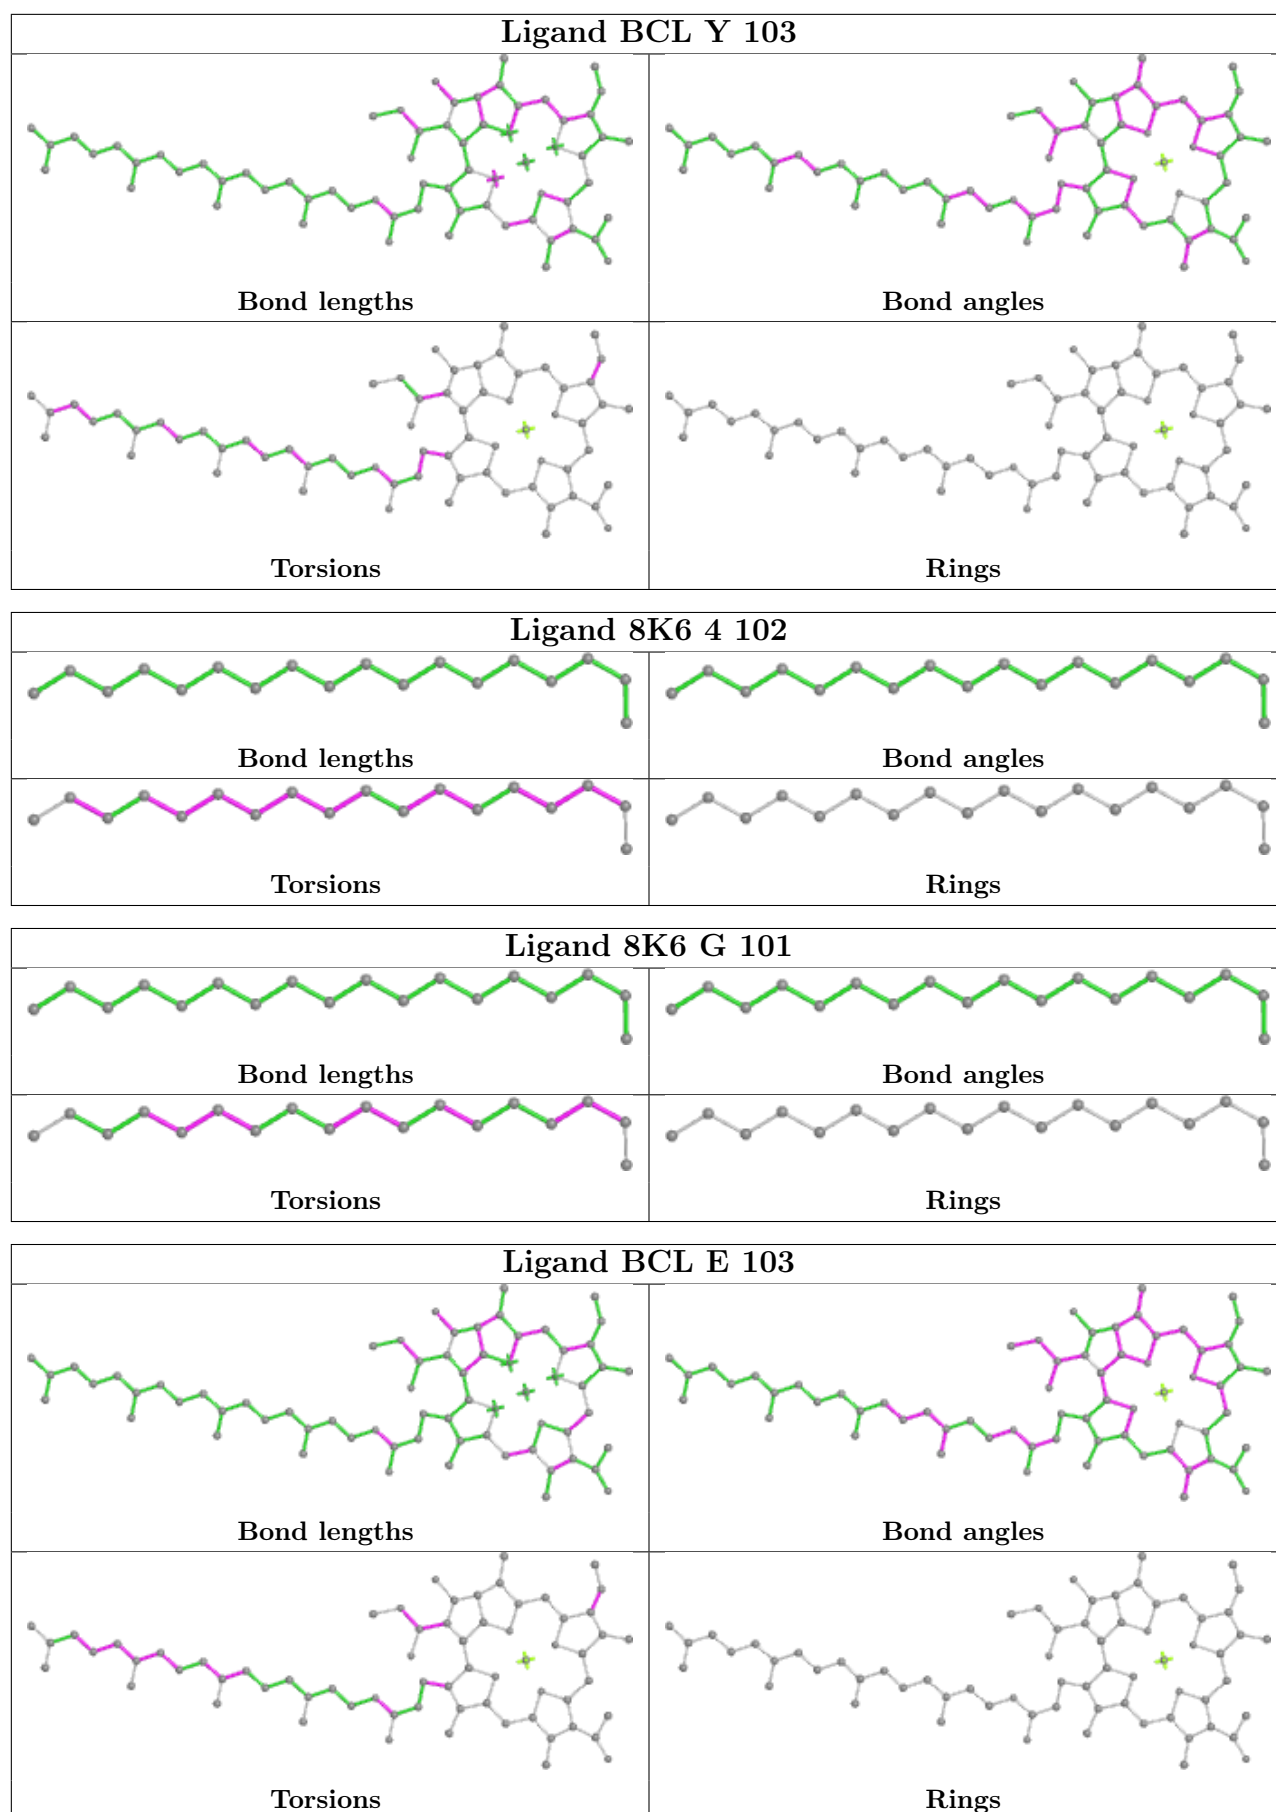 Ligand BCL Y 103
Bond lengths
Bond angles
Torsions
Rings
Ligand 8K6 4 102
Bond lengths
Bond angles
Torsions
Rings
Ligand 8K6 G 101
Bond lengths
Bond angles
Torsions
Rings
Ligand BCL E 103
Bond lengths
Bond angles
Torsions
Rings